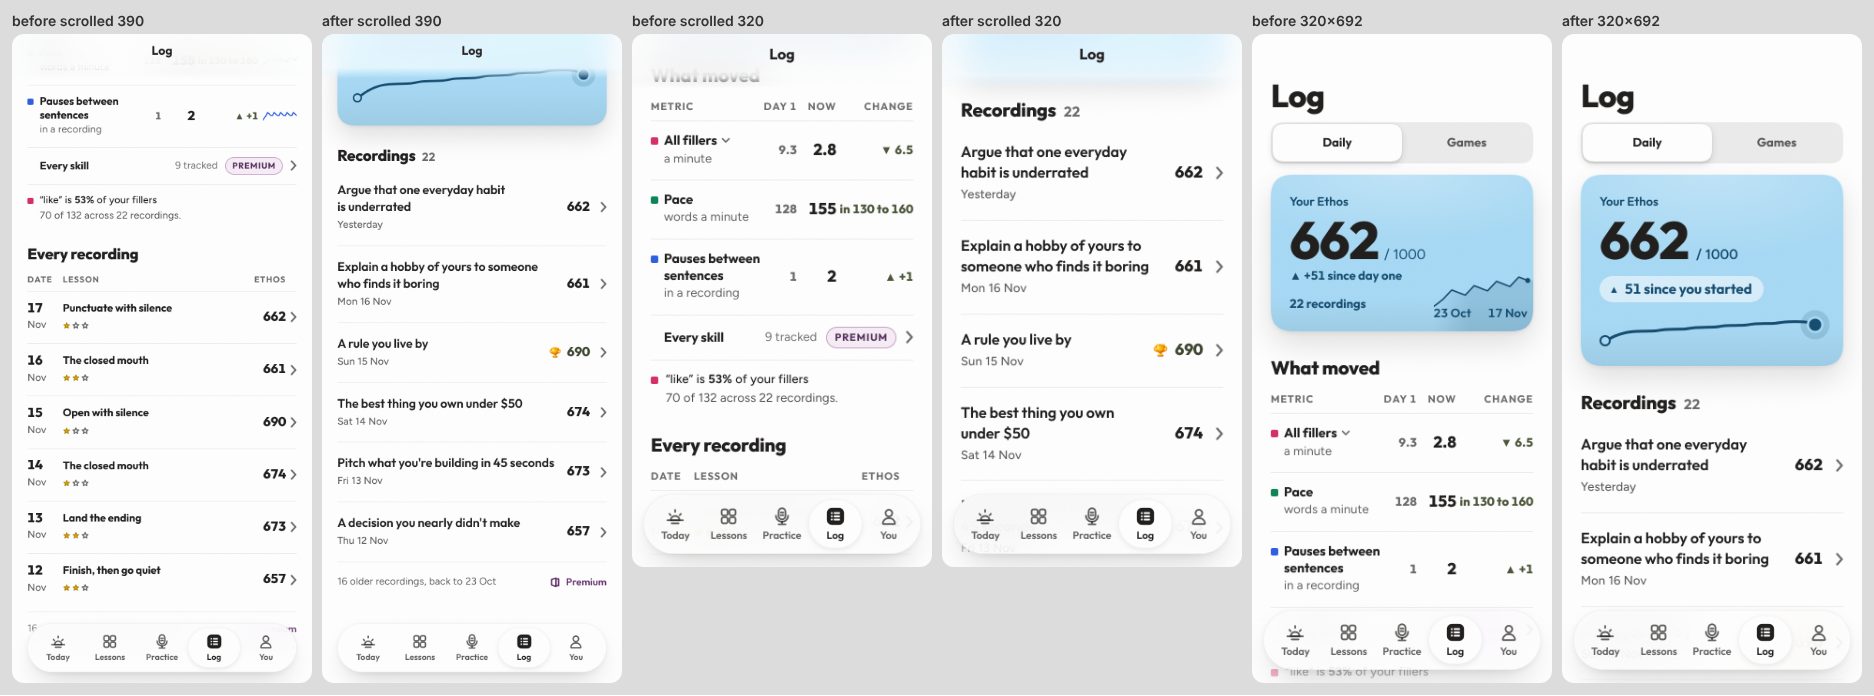 before scrolled 390
Log
155 in 130 to 160
words a minute
Pauses between
sentences
in a recording
1 2 ▲ +1
Every skill 9 tracked PREMIUM
"like" is 53% of your fillers
70 of 132 across 22 recordings.
Every recording
DATE LESSON ETHOS
17 Nov Punctuate with silence 662
16 Nov The closed mouth 661
15 Nov Open with silence 690
14 Nov The closed mouth 674
13 Nov Land the ending 673
12 Nov Finish, then go quiet 657
16
Today Lessons Practice Log You
after scrolled 390
Log
Recordings 22
Argue that one everyday habit
is underrated
Yesterday
662
Explain a hobby of yours to someone
who finds it boring
Mon 16 Nov
661
A rule you live by
Sun 15 Nov
690
The best thing you own under $50
Sat 14 Nov
674
Pitch what you're building in 45 seconds
Fri 13 Nov
673
A decision you nearly didn't make
Thu 12 Nov
657
16 older recordings, back to 23 Oct Premium
Today Lessons Practice Log You
before scrolled 320
Log
What moved
METRIC DAY 1 NOW CHANGE
All fillers
a minute
9.3 2.8 ▼ 6.5
Pace
words a minute
128 155 in 130 to 160
Pauses between
sentences
in a recording
1 2 ▲ +1
Every skill 9 tracked PREMIUM
"like" is 53% of your fillers
70 of 132 across 22 recordings.
Every recording
DATE LESSON ETHOS
Today Lessons Practice Log You
after scrolled 320
Log
Recordings 22
Argue that one everyday
habit is underrated
Yesterday
662
Explain a hobby of yours to
someone who finds it boring
Mon 16 Nov
661
A rule you live by
Sun 15 Nov
690
The best thing you own
under $50
Sat 14 Nov
674
Fri 13 Nov
Today Lessons Practice Log You
before 320×692
Log
Daily Games
Your Ethos
662 / 1000
▲ +51 since day one
22 recordings
23 Oct 17 Nov
What moved
METRIC DAY 1 NOW CHANGE
All fillers
a minute
9.3 2.8 ▼ 6.5
Pace
words a minute
128 155 in 130 to 160
Pauses between
sentences
in a recording
1 2 ▲ +1
Today Lessons Practice Log You
"like" is 53% of your fillers
after 320×692
Log
Daily Games
Your Ethos
662 / 1000
▲ 51 since you started
Recordings 22
Argue that one everyday
habit is underrated
Yesterday
662
Explain a hobby of yours to
someone who finds it boring
Mon 16 Nov
661
Today Lessons Practice Log You